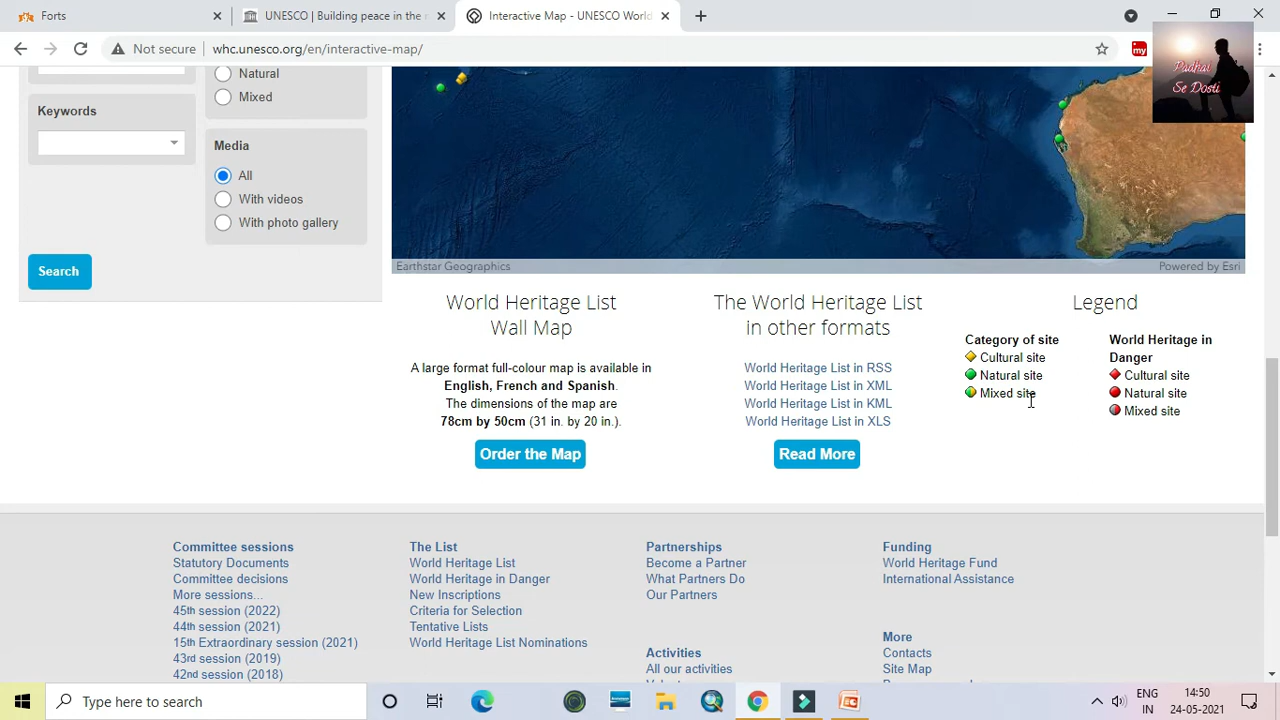 Forts
UNESCO | Building peace in the
Interactive Map - UNESCO World
Not secure
whc.unesco.org/en/interactive-map/
my
Padhai
Se Dosti
Natural
Mixed
Keywords
Media
All
With videos
With photo gallery
Search
Earthstar Geographics
Powered by Esri
World Heritage List
Wall Map
A large format full-colour map is available in
English, French and Spanish.
The dimensions of the map are
78cm by 50cm (31 in. by 20 in.).
Order the Map
The World Heritage List
in other formats
World Heritage List in RSS
World Heritage List in XML
World Heritage List in KML
World Heritage List in XLS
Read More
Legend
Category of site
Cultural site
Natural site
Mixed site
World Heritage in
Danger
Cultural site
Natural site
Mixed site
Committee sessions
Statutory Documents
Committee decisions
More sessions...
45th session (2022)
44th session (2021)
15th Extraordinary session (2021)
43rd session (2019)
42nd session (2018)
The List
World Heritage List
World Heritage in Danger
New Inscriptions
Criteria for Selection
Tentative Lists
World Heritage List Nominations
Partnerships
Become a Partner
What Partners Do
Our Partners
Activities
All our activities
Funding
World Heritage Fund
International Assistance
More
Contacts
Site Map
Type here to search
ENG
IN
14:50
24-05-2021